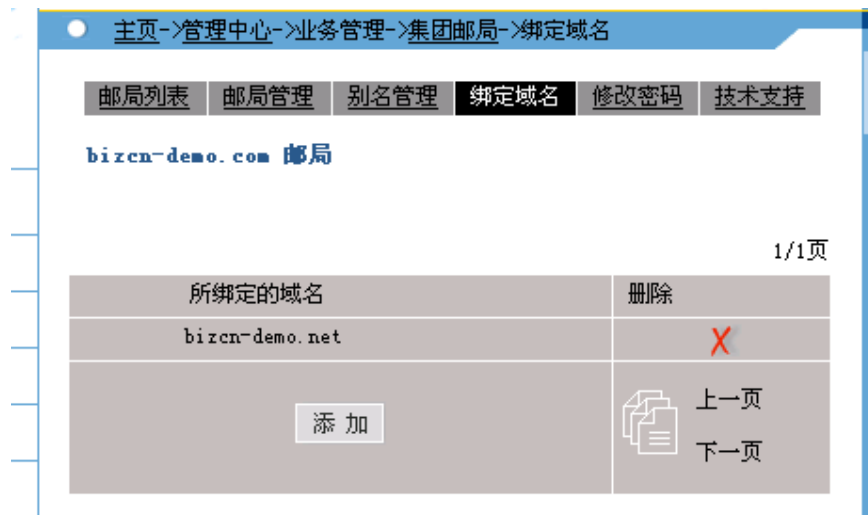 主页->管理中心->业务管理->集团邮局->绑定域名
邮局列表 邮局管理 别名管理 绑定域名 修改密码 技术支持
bizcn-demo.com 邮局
1/1页
所绑定的域名 删除
bizcn-demo.net
添 加
上一页
下一页